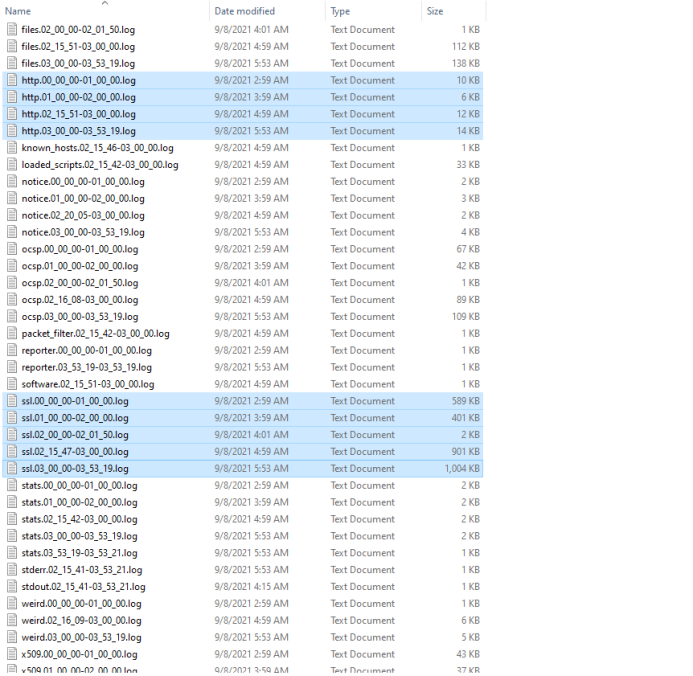 Name Date modified Type Size
files.02_00_00-02_01_50.log 9/8/2021 4:01 AM Text Document 1 KB
files.02_15_51-03_00_00.log 9/8/2021 4:59 AM Text Document 112 KB
files.03_00_00-03_53_19.log 9/8/2021 5:53 AM Text Document 138 KB
http.00_00_00-01_00_00.log 9/8/2021 2:59 AM Text Document 10 KB
http.01_00_00-02_00_00.log 9/8/2021 3:59 AM Text Document 6 KB
http.02_15_51-03_00_00.log 9/8/2021 4:59 AM Text Document 12 KB
http.03_00_00-03_53_19.log 9/8/2021 5:53 AM Text Document 14 KB
known_hosts.02_15_46-03_00_00.log 9/8/2021 4:59 AM Text Document 1 KB
loaded_scripts.02_15_42-03_00_00.log 9/8/2021 4:59 AM Text Document 33 KB
notice.00_00_00-01_00_00.log 9/8/2021 2:59 AM Text Document 2 KB
notice.01_00_00-02_00_00.log 9/8/2021 3:59 AM Text Document 3 KB
notice.02_20_05-03_00_00.log 9/8/2021 4:59 AM Text Document 2 KB
notice.03_00_00-03_53_19.log 9/8/2021 5:53 AM Text Document 4 KB
ocsp.00_00_00-01_00_00.log 9/8/2021 2:59 AM Text Document 67 KB
ocsp.01_00_00-02_00_00.log 9/8/2021 3:59 AM Text Document 42 KB
ocsp.02_00_00-02_01_50.log 9/8/2021 4:01 AM Text Document 1 KB
ocsp.02_16_08-03_00_00.log 9/8/2021 4:59 AM Text Document 89 KB
ocsp.03_00_00-03_53_19.log 9/8/2021 5:53 AM Text Document 109 KB
packet_filter.02_15_42-03_00_00.log 9/8/2021 4:59 AM Text Document 1 KB
reporter.00_00_00-01_00_00.log 9/8/2021 2:59 AM Text Document 1 KB
reporter.03_53_19-03_53_19.log 9/8/2021 5:53 AM Text Document 1 KB
software.02_15_51-03_00_00.log 9/8/2021 4:59 AM Text Document 1 KB
ssl.00_00_00-01_00_00.log 9/8/2021 2:59 AM Text Document 589 KB
ssl.01_00_00-02_00_00.log 9/8/2021 3:59 AM Text Document 401 KB
ssl.02_00_00-02_01_50.log 9/8/2021 4:01 AM Text Document 2 KB
ssl.02_15_47-03_00_00.log 9/8/2021 4:59 AM Text Document 901 KB
ssl.03_00_00-03_53_19.log 9/8/2021 5:53 AM Text Document 1,004 KB
stats.00_00_00-01_00_00.log 9/8/2021 2:59 AM Text Document 2 KB
stats.01_00_00-02_00_00.log 9/8/2021 3:59 AM Text Document 2 KB
stats.02_15_42-03_00_00.log 9/8/2021 4:59 AM Text Document 2 KB
stats.03_00_00-03_53_19.log 9/8/2021 5:53 AM Text Document 2 KB
stats.03_53_19-03_53_21.log 9/8/2021 5:53 AM Text Document 1 KB
stderr.02_15_41-03_53_21.log 9/8/2021 5:53 AM Text Document 1 KB
stdout.02_15_41-03_53_21.log 9/8/2021 4:15 AM Text Document 1 KB
weird.00_00_00-01_00_00.log 9/8/2021 2:59 AM Text Document 1 KB
weird.02_16_09-03_00_00.log 9/8/2021 4:59 AM Text Document 6 KB
weird.03_00_00-03_53_19.log 9/8/2021 5:53 AM Text Document 5 KB
x509.00_00_00-01_00_00.log 9/8/2021 2:59 AM Text Document 43 KB
x509.01_00_00-02_00_00.log 9/8/2021 3:59 AM Text Document 37 KB